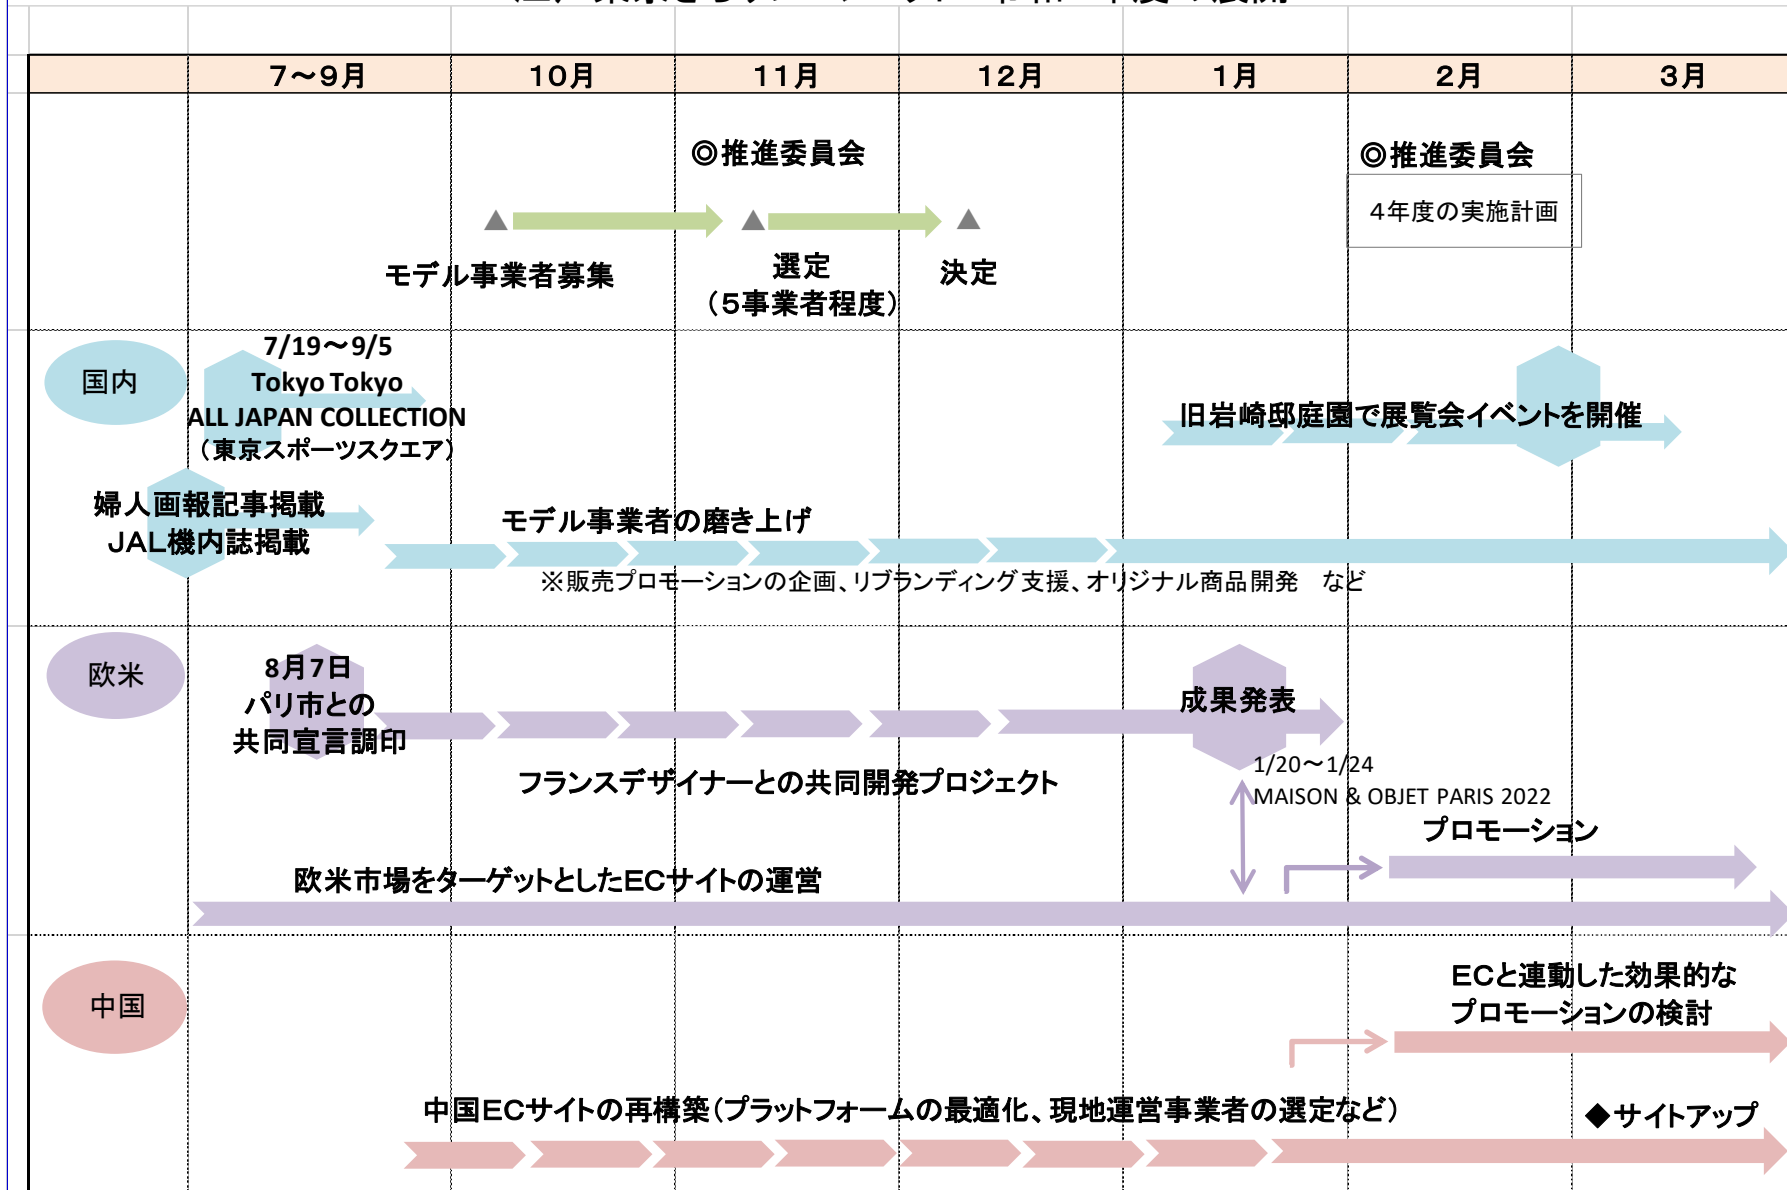 7～9月
10月
11月
12月
1月
2月
3月
◎推進委員会
◎推進委員会
4年度の実施計画
▲
▲
▲
モデル事業者募集
選定
（5事業者程度）
決定
国内
7/19～9/5
Tokyo Tokyo
ALL JAPAN COLLECTION
（東京スポーツスクエア）
旧岩崎邸庭園で展覧会イベントを開催
婦人画報記事掲載
JAL機内誌掲載
モデル事業者の磨き上げ
※販売プロモーションの企画、リブランディング支援、オリジナル商品開発　など
欧米
8月7日
パリ市との
共同宣言調印
成果発表
フランスデザイナーとの共同開発プロジェクト
1/20～1/24
MAISON & OBJET PARIS 2022
プロモーション
欧米市場をターゲットとしたECサイトの運営
中国
ECと連動した効果的な
プロモーションの検討
中国ECサイトの再構築（プラットフォームの最適化、現地運営事業者の選定など）
◆サイトアップ